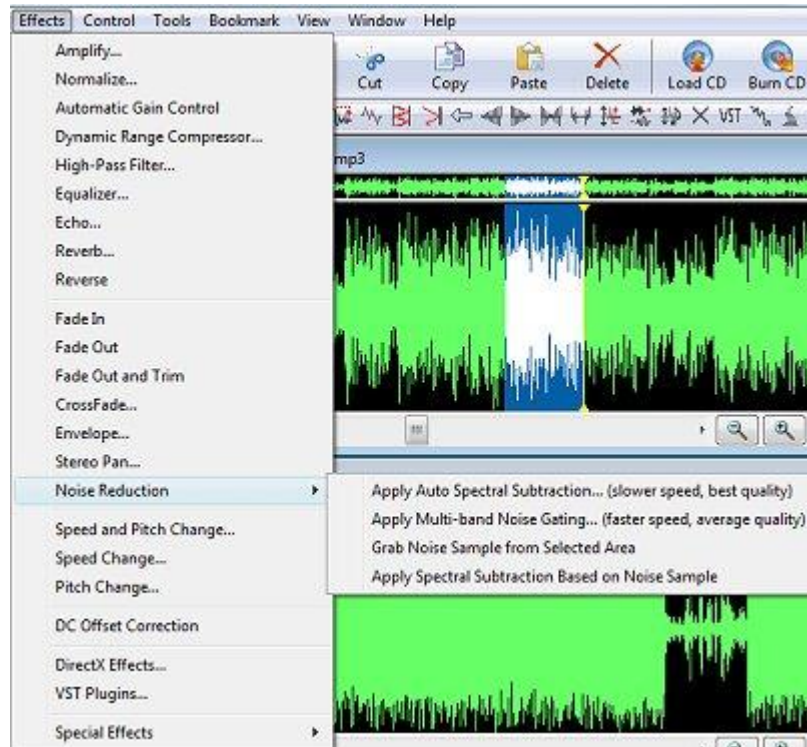 Effects Control Tools Bookmark View Window Help
Amplify...
Normalize...
Automatic Gain Control
Dynamic Range Compressor...
High-Pass Filter...
Equalizer...
Echo...
Reverb...
Reverse
Fade In
Fade Out
Fade Out and Trim
CrossFade...
Envelope...
Stereo Pan...
Noise Reduction
Speed and Pitch Change...
Speed Change...
Pitch Change...
DC Offset Correction
DirectX Effects...
VST Plugins...
Special Effects
Cut Copy Paste Delete Load CD Burn CD
VST
mp3
Apply Auto Spectral Subtraction... (slower speed, best quality)
Apply Multi-band Noise Gating... (faster speed, average quality)
Grab Noise Sample from Selected Area
Apply Spectral Subtraction Based on Noise Sample